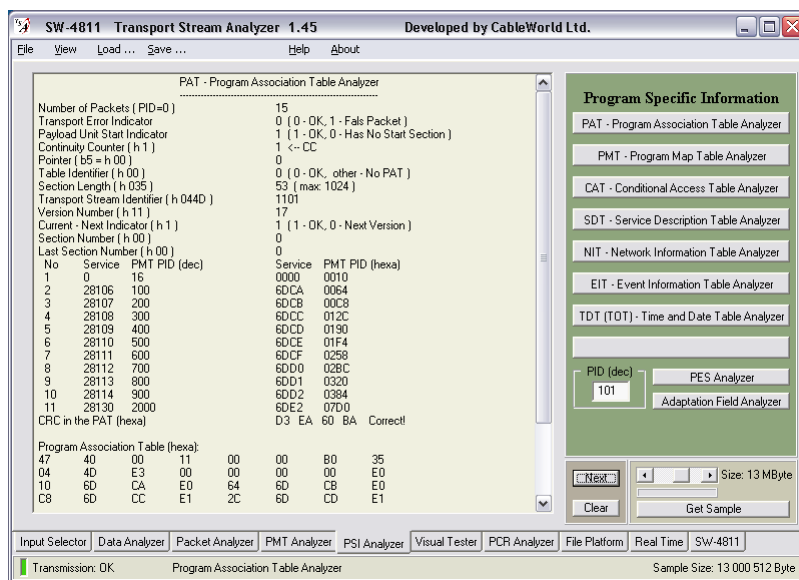 SW-4811 Transport Stream Analyzer 1.45 Developed by CableWorld Ltd.
File View Load ... Save ... Help About
PAT - Program Association Table Analyzer
Number of Packets ( PID=0 ) 15
Transport Error Indicator 0 ( 0 - OK, 1 - Fals Packet )
Payload Unit Start Indicator 1 ( 1 - OK, 0 - Has No Start Section )
Continuity Counter ( h 1 ) 1 <-- CC
Pointer ( b5 = h 00 ) 0
Table Identifier ( h 00 ) 0 ( 0 - OK, other - No PAT )
Section Length ( h 035 ) 53 ( max: 1024 )
Transport Stream Identifier ( h 044D ) 1101
Version Number ( h 11 ) 17
Current - Next Indicator ( h 1 ) 1 ( 1 - OK, 0 - Next Version )
Section Number ( h 00 ) 0
Last Section Number ( h 00 ) 0
No Service PMT PID (dec) Service PMT PID (hexa)
1 0 16 0000 0010
2 28106 100 6DCA 0064
3 28107 200 6DCB 00C8
4 28108 300 6DCC 012C
5 28109 400 6DCD 0190
6 28110 500 6DCE 01F4
7 28111 600 6DCF 0258
8 28112 700 6DD0 02BC
9 28113 800 6DD1 0320
10 28114 900 6DD2 0384
11 28130 2000 6DE2 07D0
CRC in the PAT (hexa) D3 EA 60 BA Correct!
Program Association Table (hexa):
47 40 00 11 00 00 B0 35
04 4D E3 00 00 00 00 E0
10 6D CA E0 64 6D CB E0
C8 6D CC E1 2C 6D CD E1
Program Specific Information
PAT - Program Association Table Analyzer
PMT - Program Map Table Analyzer
CAT - Conditional Access Table Analyzer
SDT - Service Description Table Analyzer
NIT - Network Information Table Analyzer
EIT - Event Information Table Analyzer
TDT (TOT) - Time and Date Table Analyzer
PID (dec)
101
PES Analyzer
Adaptation Field Analyzer
Next
Size: 13 MByte
Clear
Get Sample
Input Selector Data Analyzer Packet Analyzer PMT Analyzer PSI Analyzer Visual Tester PCR Analyzer File Platform Real Time SW-4811
Transmission: OK Program Association Table Analyzer Sample Size: 13 000 512 Byte